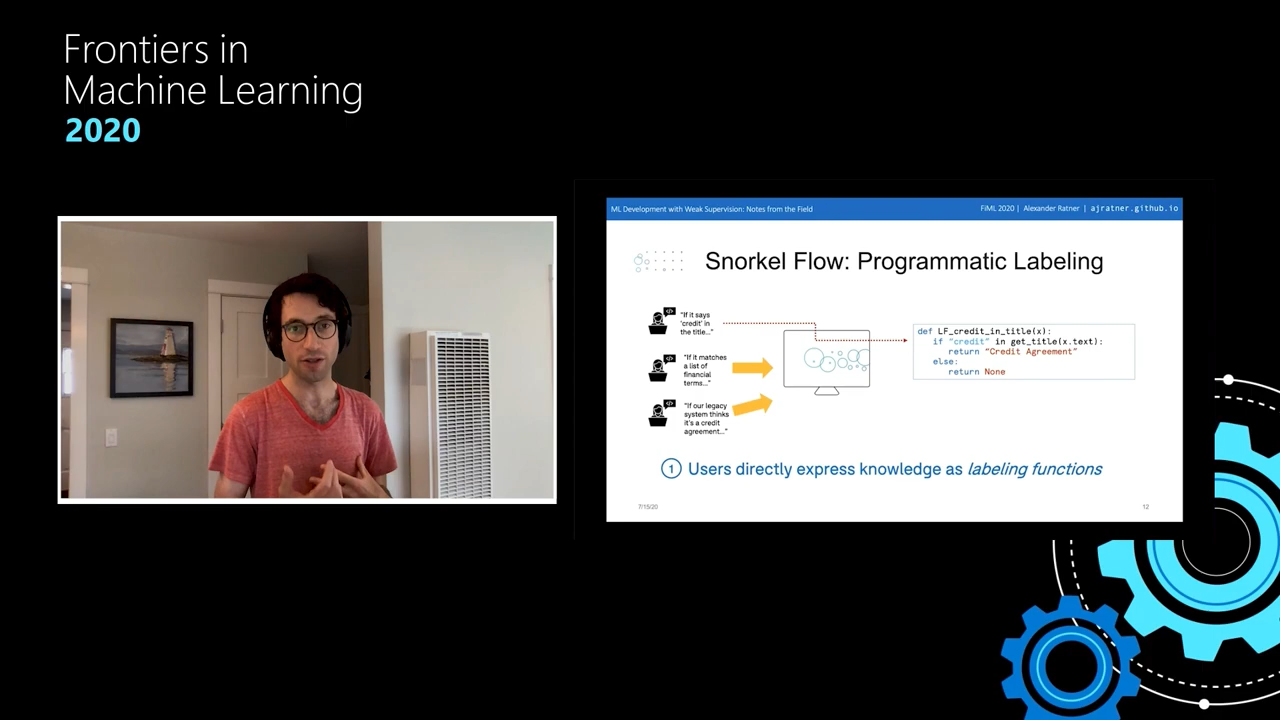 Frontiers in
Machine Learning
2020
ML Development with Weak Supervision: Notes from the Field
FiML 2020 | Alexander Ratner | ajratner.github.io
Snorkel Flow: Programmatic Labeling
"If it says
'credit' in
the title..."
"If it matches
a list of
financial
terms..."
"If our legacy
system thinks
it's a credit
agreement..."
def LF_credit_in_title(x):
if "credit" in get_title(x.text):
return "Credit Agreement"
else:
return None
1 Users directly express knowledge as labeling functions
7/15/20
12